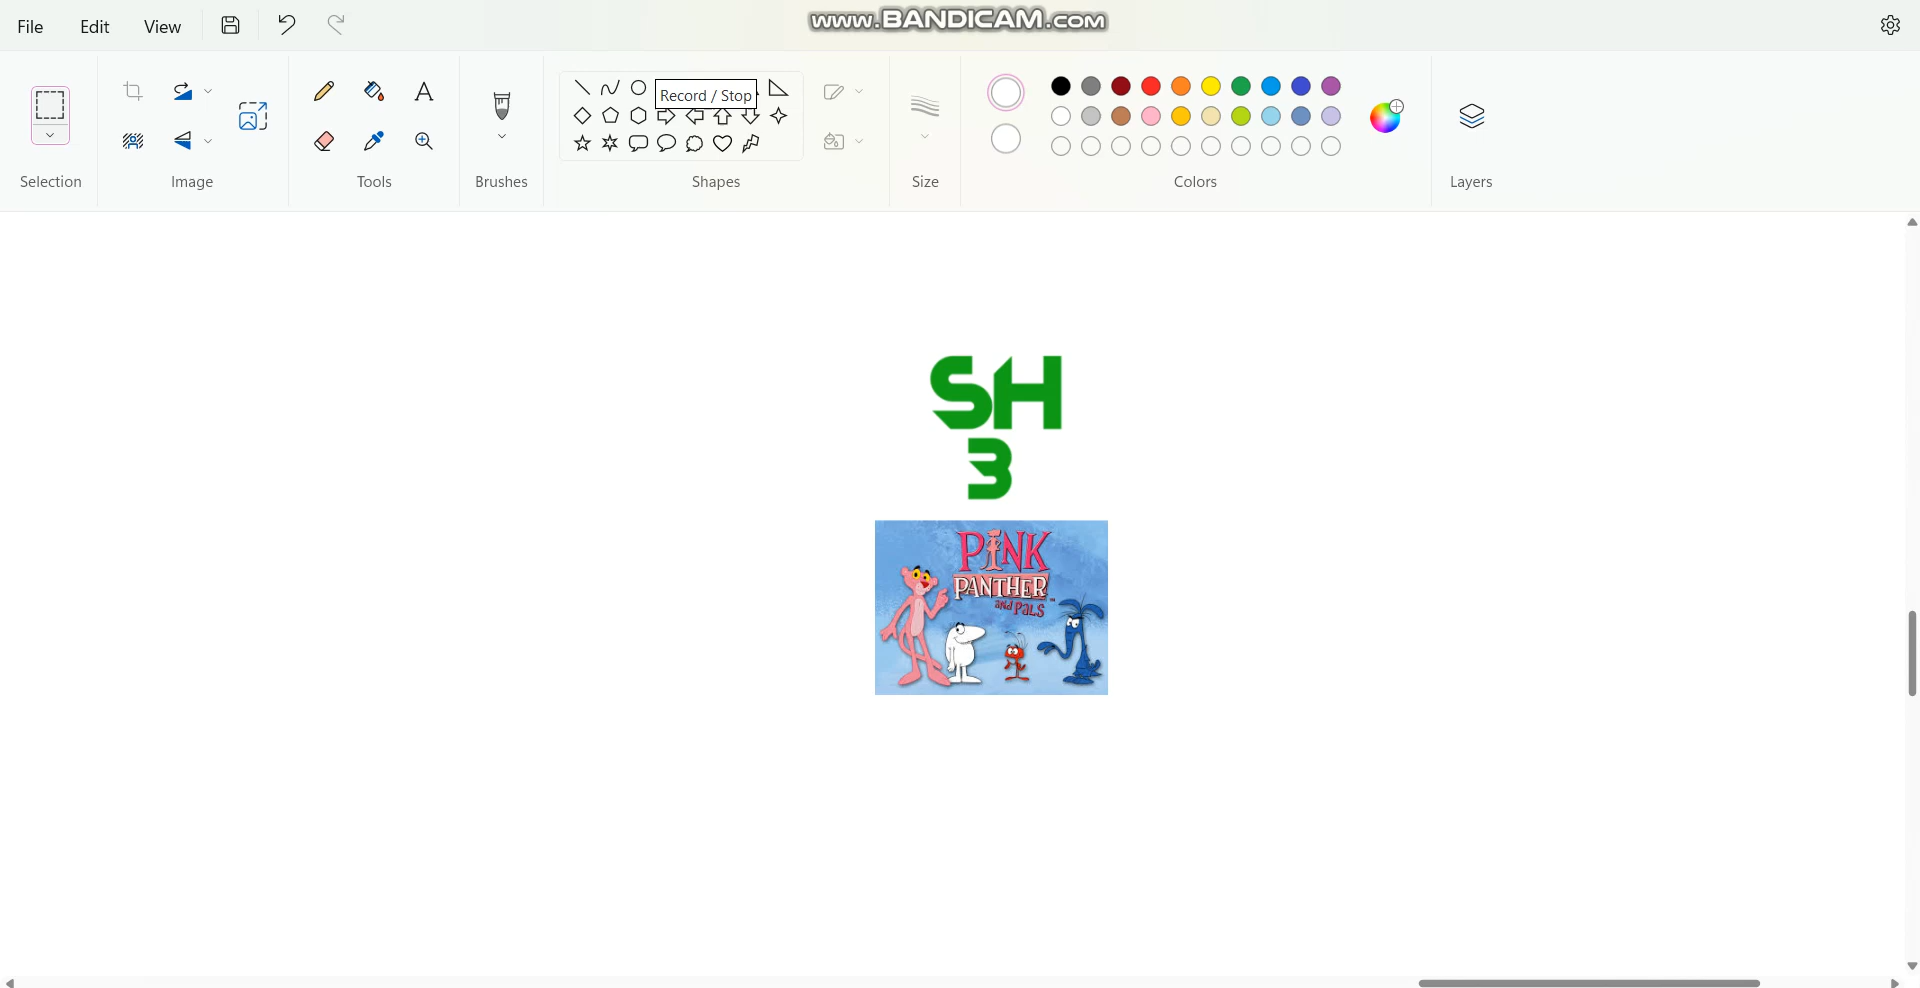 File Edit View
www.BANDICAM.com
Record / Stop
Selection Image Tools Brushes Shapes Size Colors Layers
SH
3
PINK
PANTHER™
and PALS